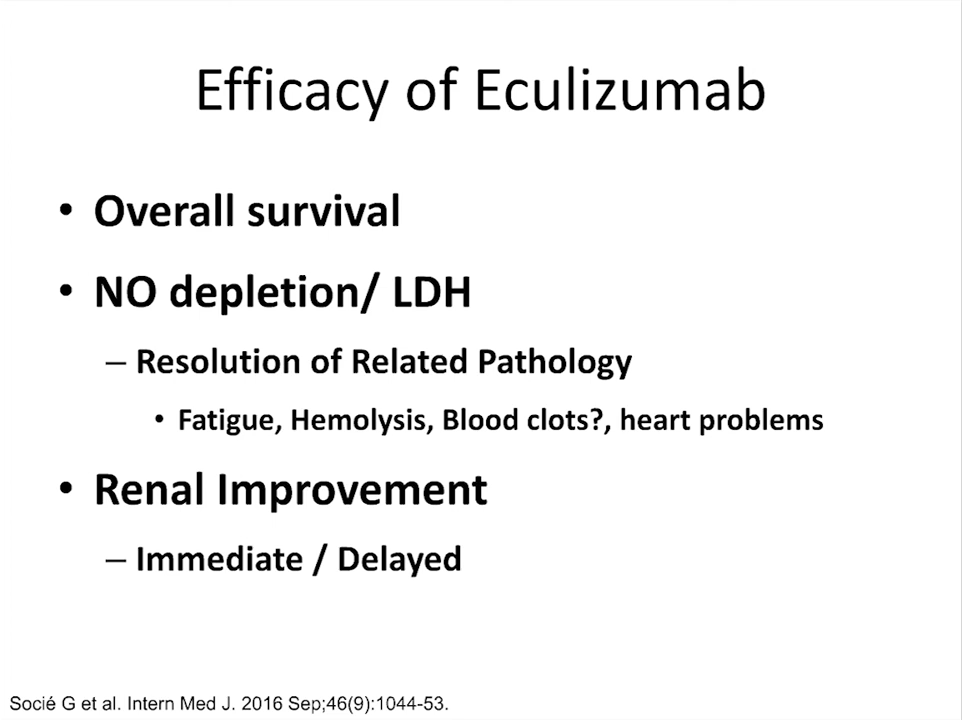 Efficacy of Eculizumab
• Overall survival
• NO depletion/ LDH
– Resolution of Related Pathology
• Fatigue, Hemolysis, Blood clots?, heart problems
• Renal Improvement
– Immediate / Delayed
Socié G et al. Intern Med J. 2016 Sep;46(9):1044-53.